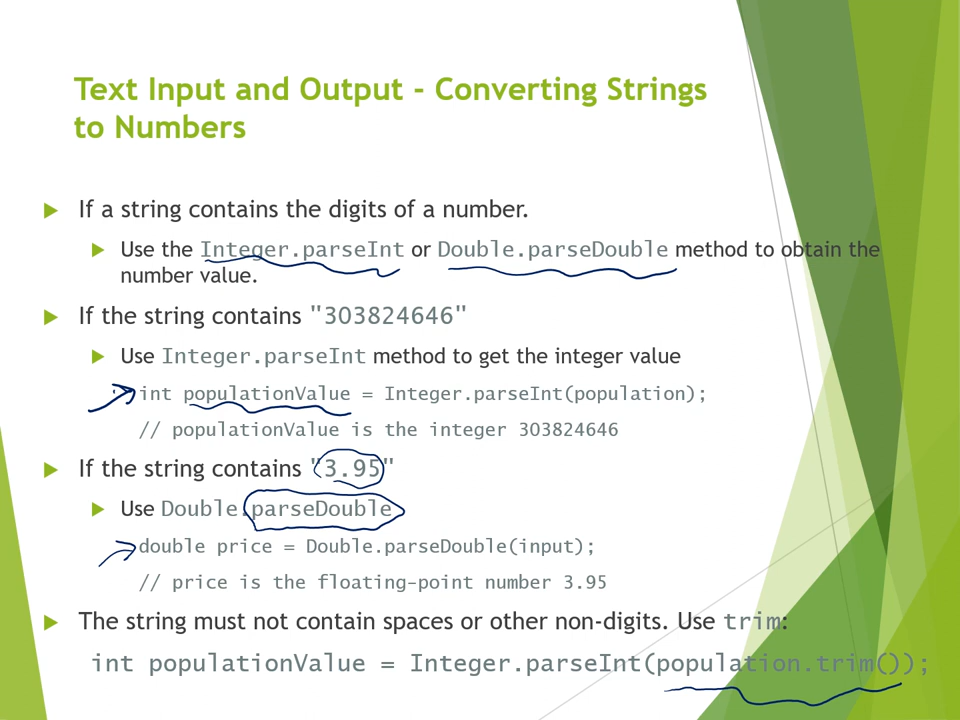 Text Input and Output - Converting Strings
to Numbers
If a string contains the digits of a number.
Use the Integer.parseInt or Double.parseDouble method to obtain the
number value.
If the string contains "303824646"
Use Integer.parseInt method to get the integer value
int populationValue = Integer.parseInt(population);
// populationValue is the integer 303824646
If the string contains "3.95"
Use Double.parseDouble
double price = Double.parseDouble(input);
// price is the floating-point number 3.95
The string must not contain spaces or other non-digits. Use trim:
int populationValue = Integer.parseInt(population.trim());